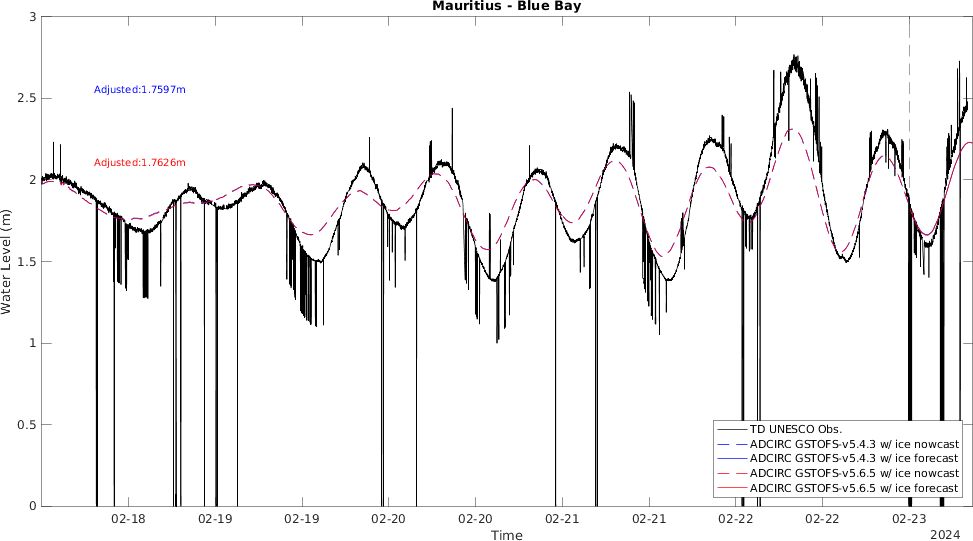 Mauritius - Blue Bay
3
2.5
2
1.5
1
0.5
0
Water Level (m)
Adjusted:1.7597m
Adjusted:1.7626m
TD UNESCO Obs.
ADCIRC GSTOFS-v5.4.3 w/ ice nowcast
ADCIRC GSTOFS-v5.4.3 w/ ice forecast
ADCIRC GSTOFS-v5.6.5 w/ ice nowcast
ADCIRC GSTOFS-v5.6.5 w/ ice forecast
02-18 02-19 02-19 02-20 02-20 02-21 02-21 02-22 02-22 02-23
Time
2024